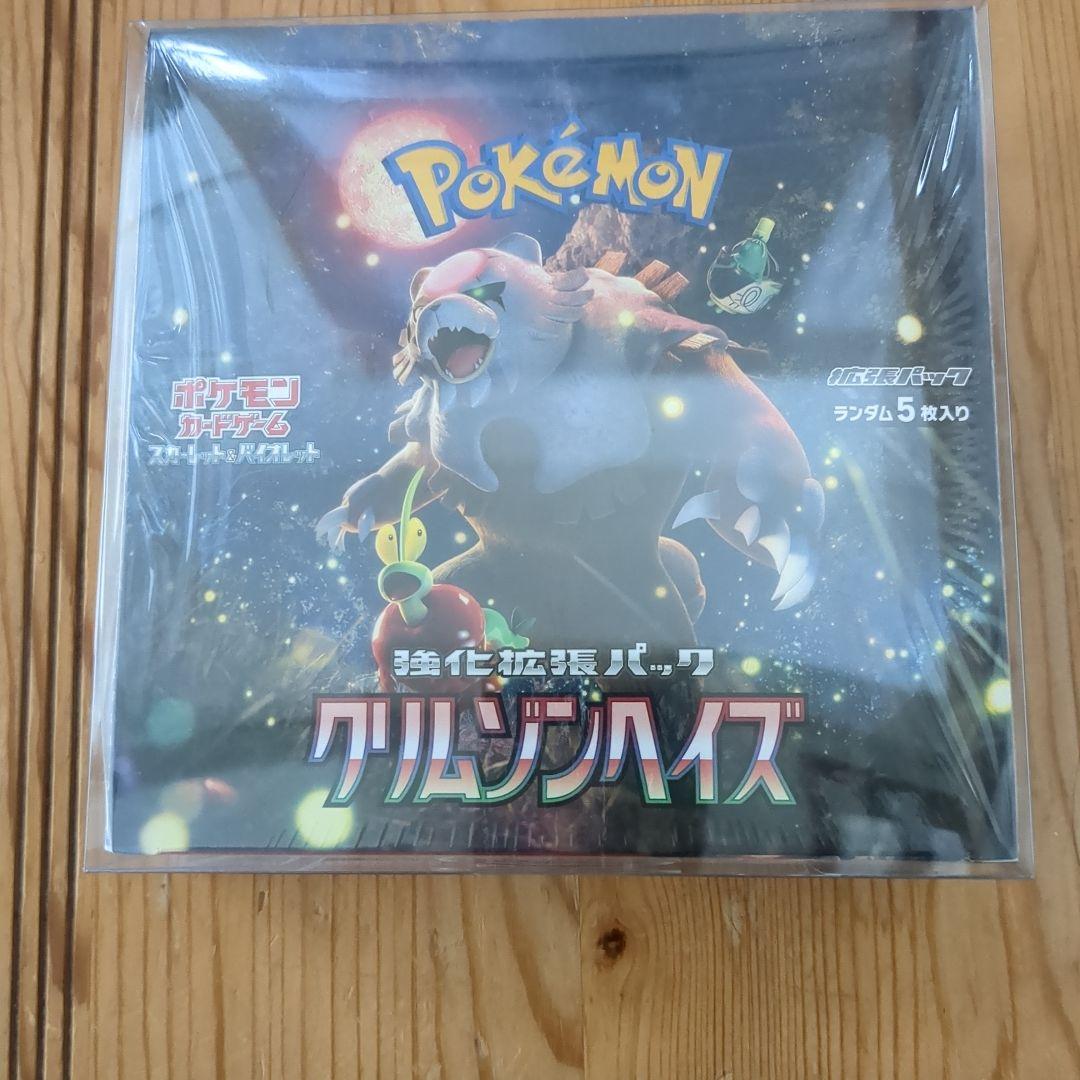 POKéMON
ポケモン
カードゲーム
スカーレット&バイオレット
拡張パック
ランダム5枚入り
強化拡張パック
クリムゾンヘイズ